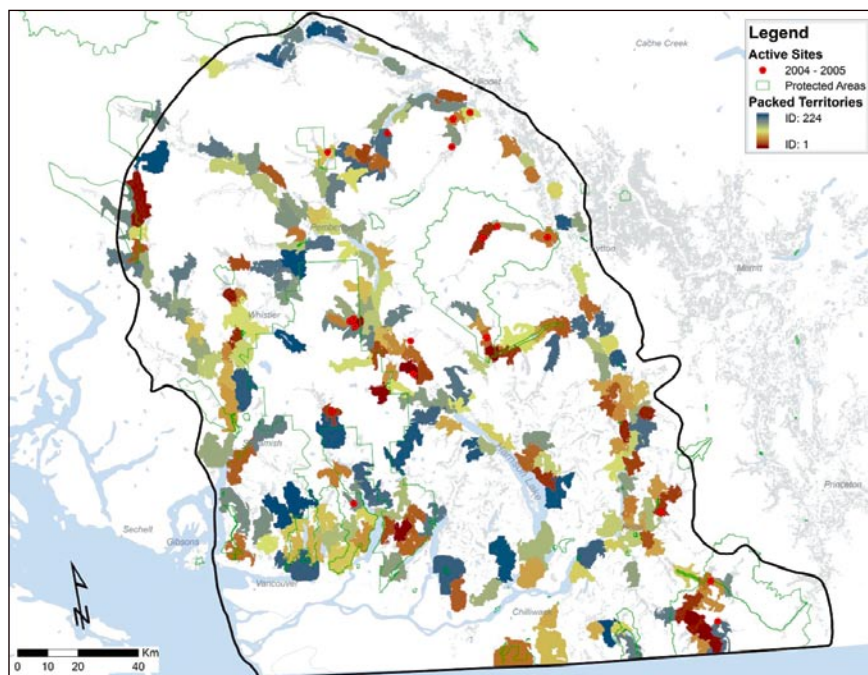 Legend
Active Sites
2004 - 2005
Protected Areas
Packed Territories
ID: 224
ID: 1
Cache Creek
Lillooet
Lytton
Merritt
Whistler
Squamish
Princeton
Sechelt
Gibsons
Vancouver
Chilliwack
N
Km
0 10 20 40